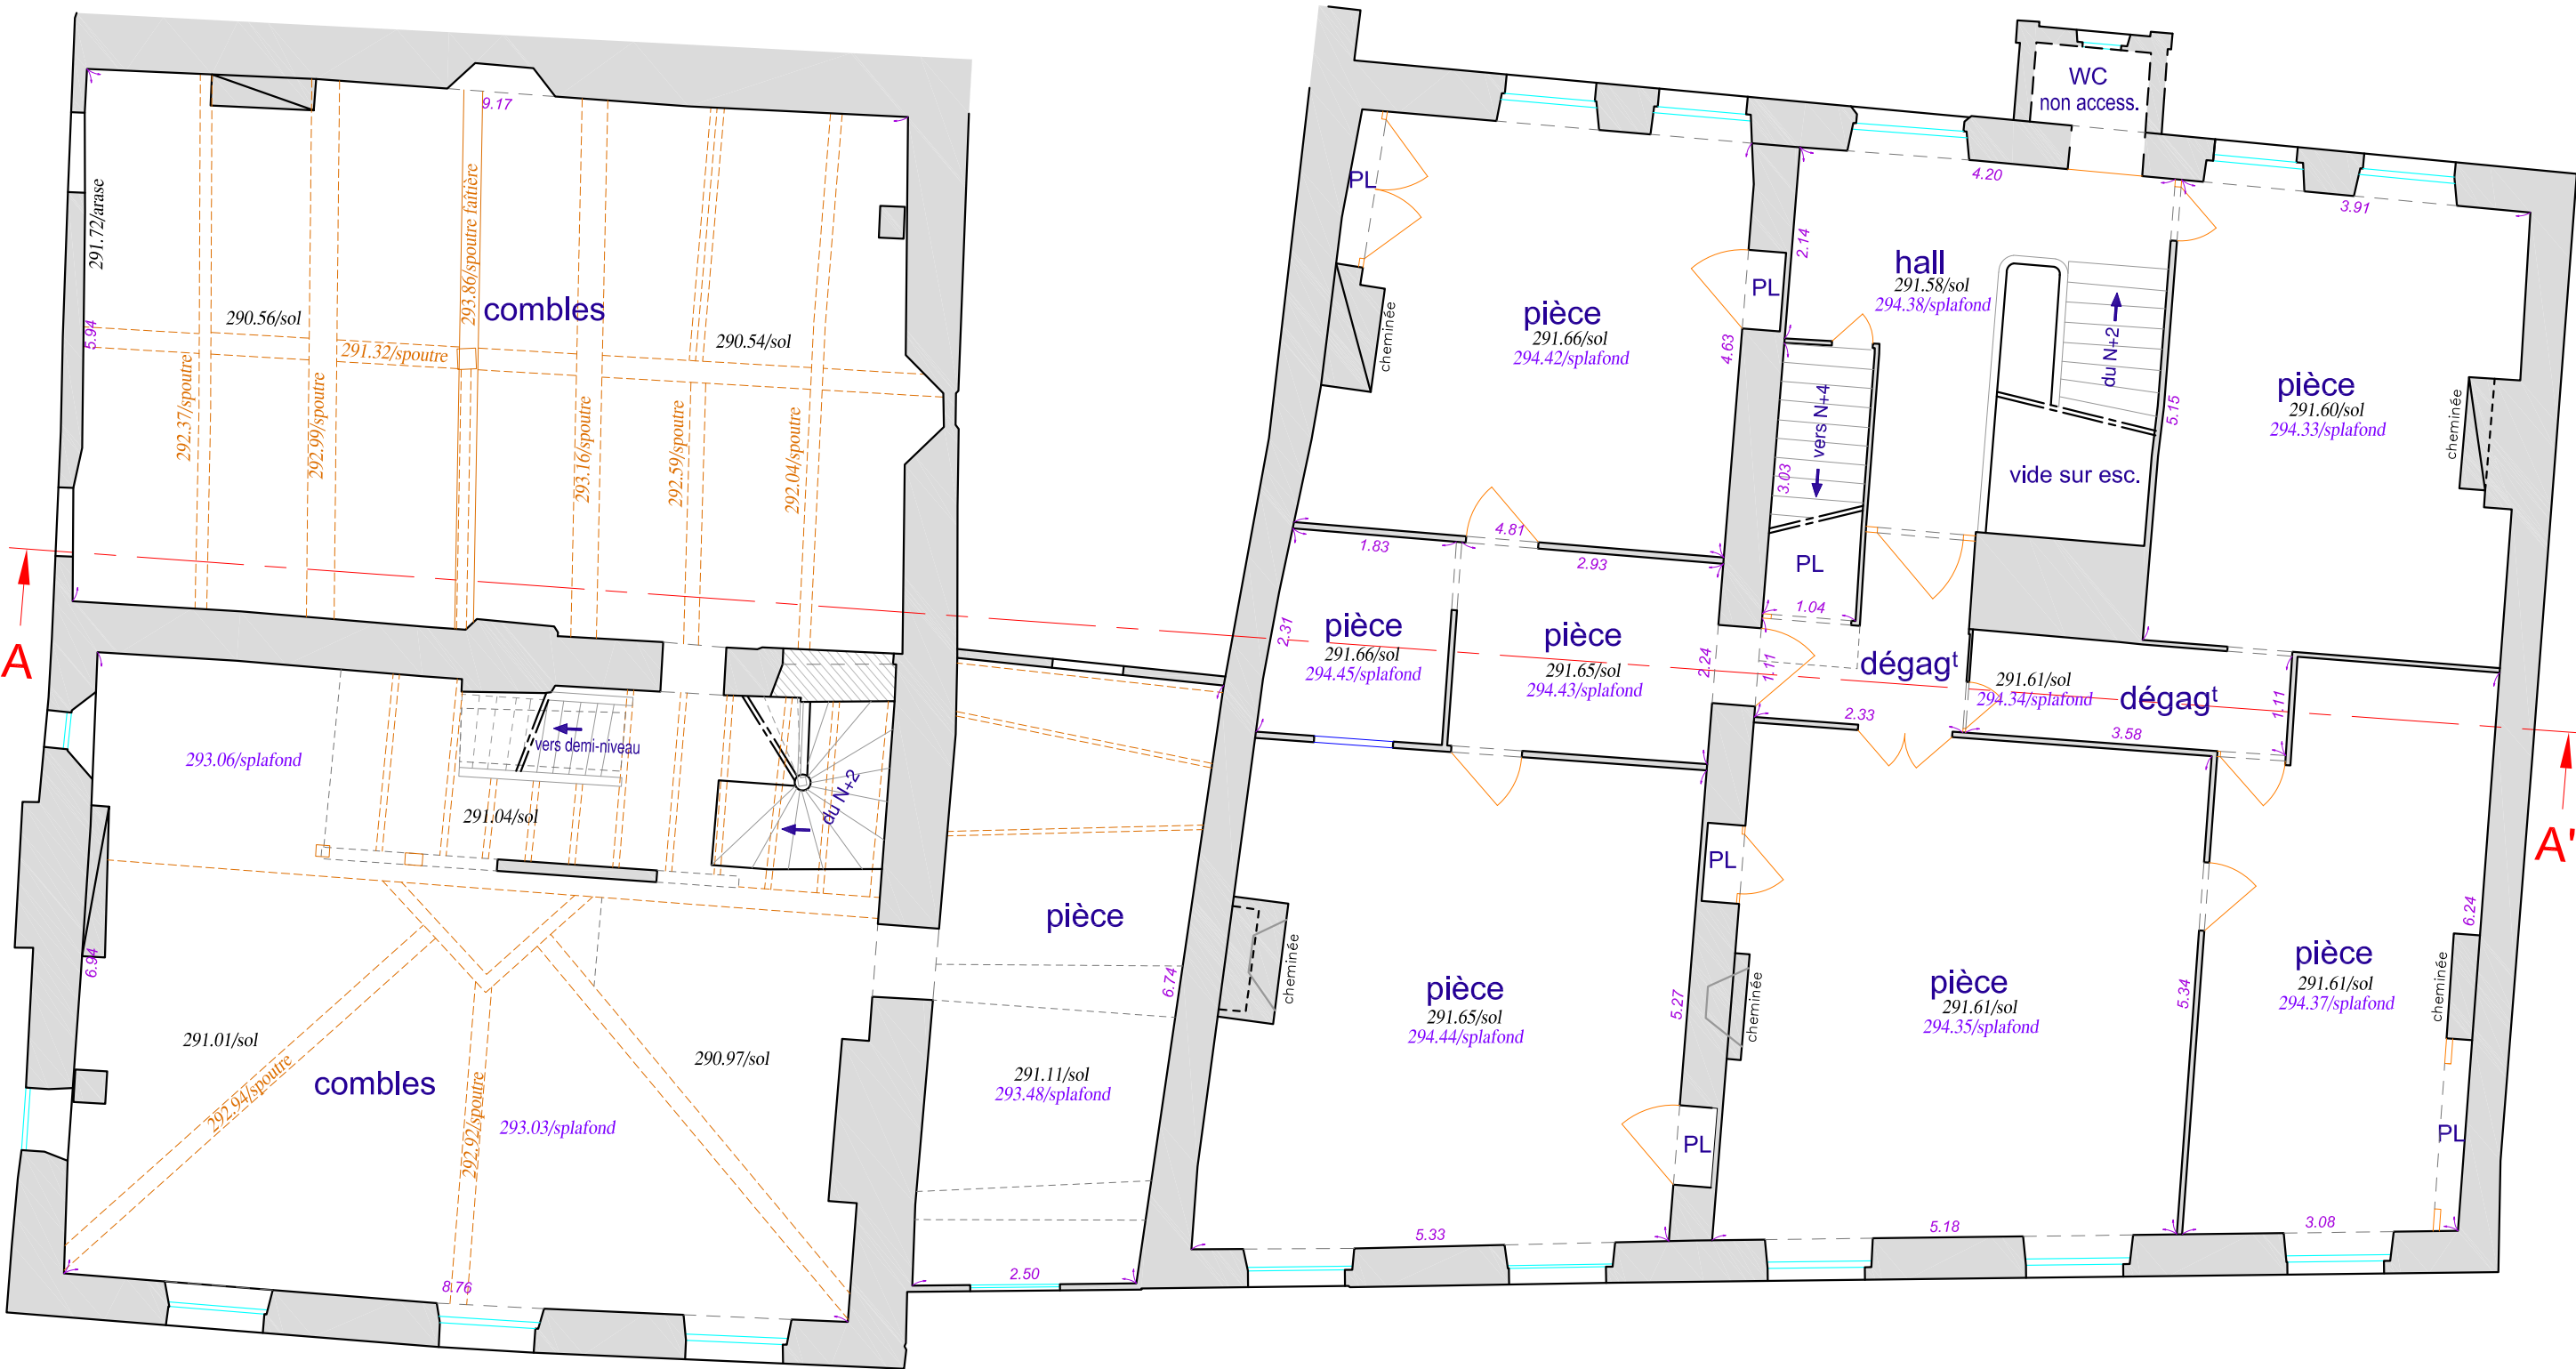 9.17
291.72/arase
293.86/spoutre faîtière
combles
290.56/sol
290.54/sol
5.94
291.32/spoutre
292.37/spoutre
292.99/spoutre
293.16/spoutre
292.59/spoutre
292.04/spoutre
A
293.06/splafond
vers demi-niveau
291.04/sol
du N+2
6.94
291.01/sol
290.97/sol
combles
292.94/spoutre
292.92/spoutre
293.03/splafond
8.76
pièce
6.74
291.11/sol
293.48/splafond
2.50
WC
non access.
PL
cheminée
pièce
291.66/sol
294.42/splafond
4.63
PL
2.14
4.20
hall
291.58/sol
294.38/splafond
du N+2
vers N+4
3.03
vide sur esc.
5.15
3.91
pièce
291.60/sol
294.33/splafond
cheminée
4.81
1.83
2.93
PL
1.04
2.31
pièce
291.66/sol
294.45/splafond
pièce
291.65/sol
294.43/splafond
2.24
1.11
dégagt
2.33
291.61/sol
294.34/splafond
dégagt
3.58
1.11
A'
cheminée
pièce
291.65/sol
294.44/splafond
5.27
PL
cheminée
PL
5.33
pièce
291.61/sol
294.35/splafond
5.34
5.18
6.24
pièce
291.61/sol
294.37/splafond
cheminée
PL
3.08